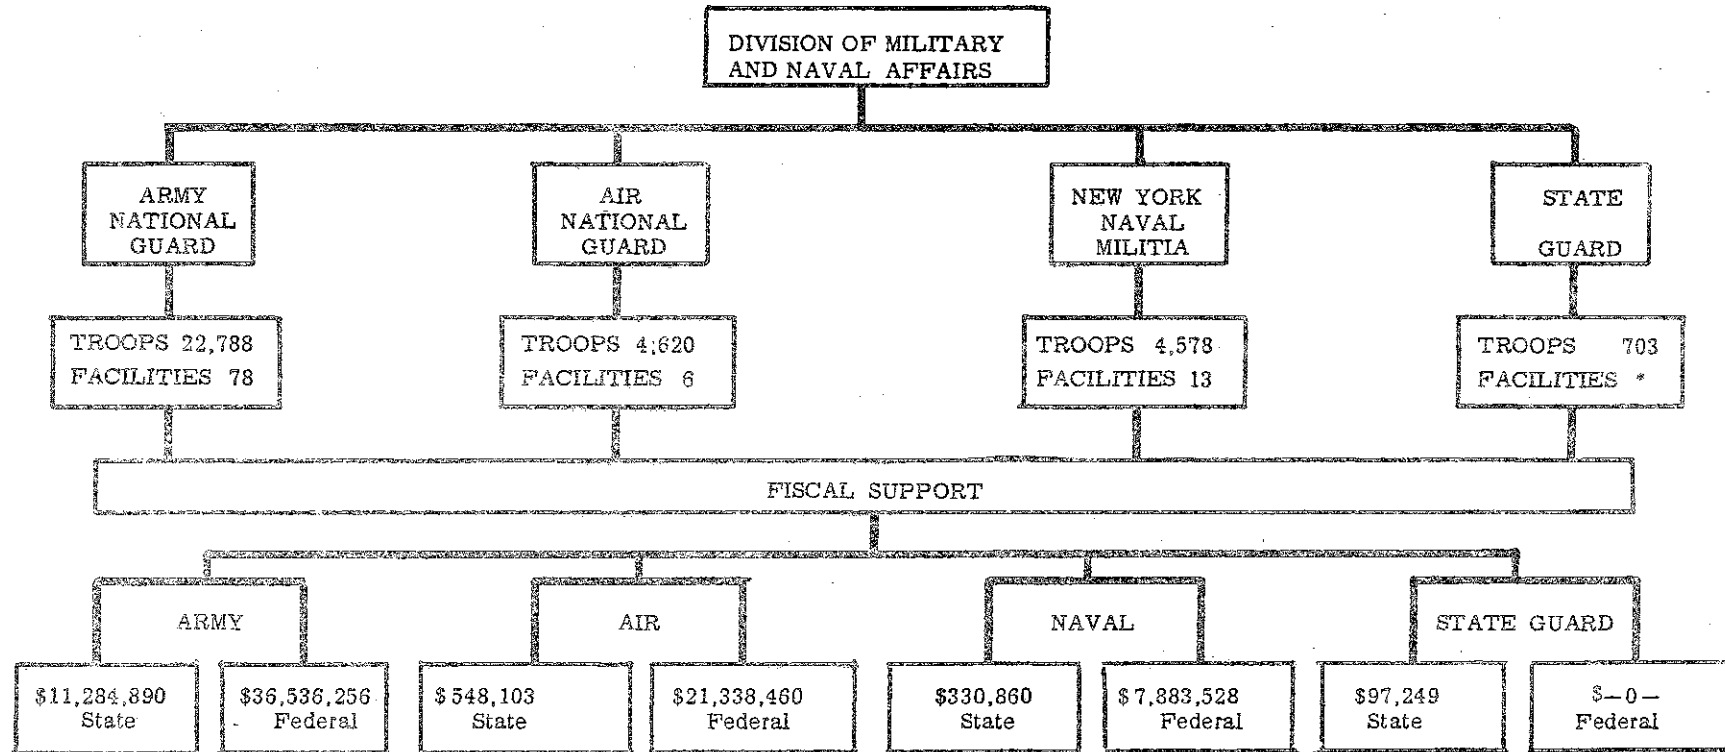 DIVISION OF MILITARY
AND NAVAL AFFAIRS
ARMY
NATIONAL
GUARD
AIR
NATIONAL
GUARD
NEW YORK
NAVAL
MILITIA
STATE
GUARD
TROOPS 22,788
FACILITIES 78
TROOPS 4,620
FACILITIES 6
TROOPS 4,578
FACILITIES 13
TROOPS 703
FACILITIES *
FISCAL SUPPORT
ARMY
AIR
NAVAL
STATE GUARD
$11,284,890
State
$36,536,256
Federal
$548,103
State
$21,338,460
Federal
$330,860
State
$7,883,528
Federal
$97,249
State
$—0—
Federal